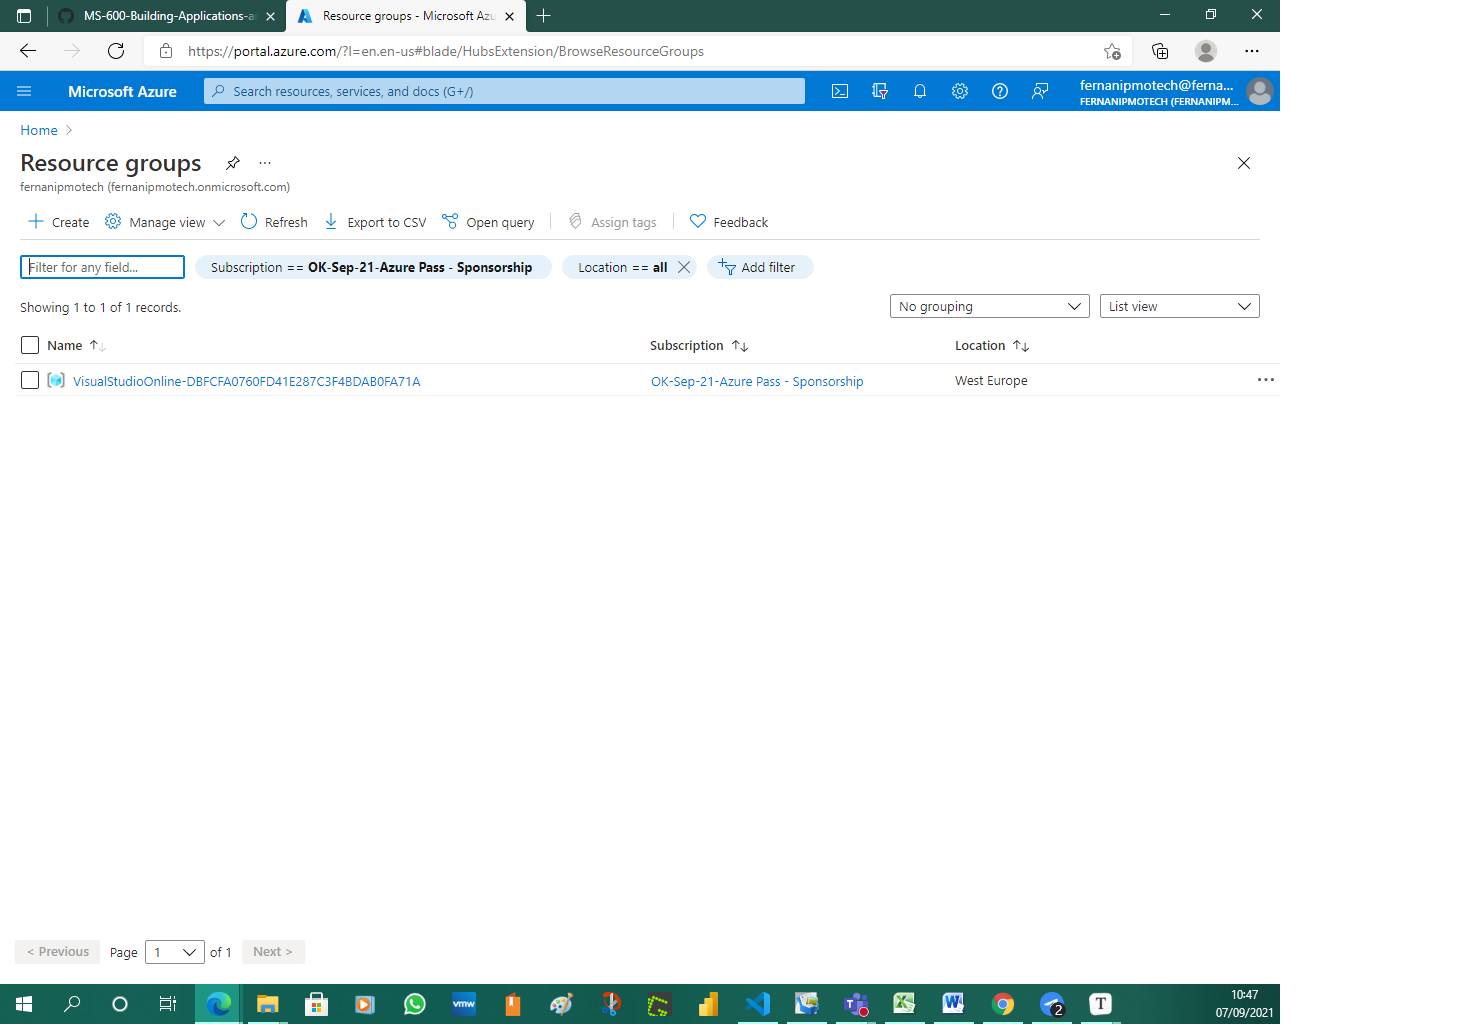 MS-600-Building-Applications-a
Resource groups - Microsoft Azu
https://portal.azure.com/?l=en.en-us#blade/HubsExtension/BrowseResourceGroups
Microsoft Azure
Search resources, services, and docs (G+/)
fernanipmotech@ferna...
FERNANIPMOTECH (FERNANIPM...
Home
Resource groups
fernanipmotech (fernanipmotech.onmicrosoft.com)
Create Manage view Refresh Export to CSV Open query Assign tags Feedback
Filter for any field... Subscription == OK-Sep-21-Azure Pass - Sponsorship Location == all Add filter
Showing 1 to 1 of 1 records. No grouping List view
Name Subscription Location
VisualStudioOnline-DBFCFA0760FD41E287C3F4BDAB0FA71A OK-Sep-21-Azure Pass - Sponsorship West Europe
< Previous Page 1 of 1 Next >
vmw
2
T
10:47
07/09/2021